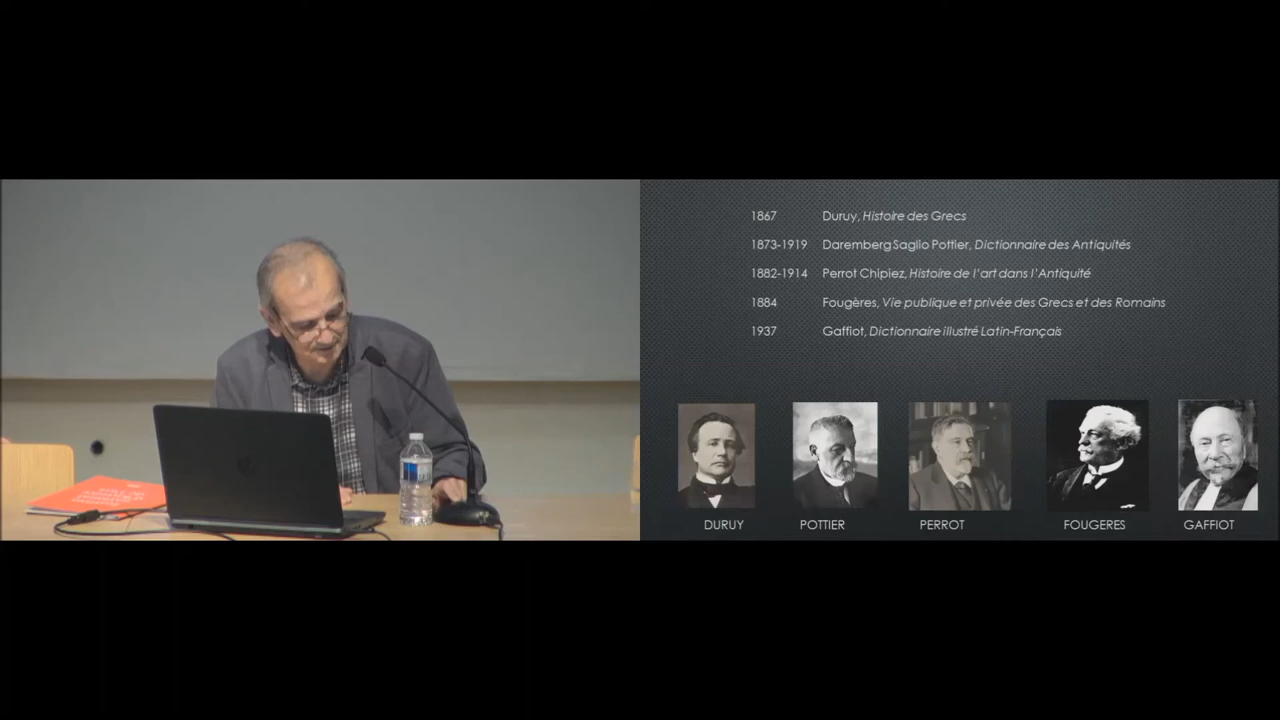 1867 Duruy, Histoire des Grecs
1873-1919 Daremberg Saglio Pottier, Dictionnaire des Antiquités
1882-1914 Perrot Chipiez, Histoire de l'art dans l'Antiquité
1884 Fougères, Vie publique et privée des Grecs et des Romains
1937 Gaffiot, Dictionnaire illustré Latin-Français
DURUY POTTIER PERROT FOUGERES GAFFIOT